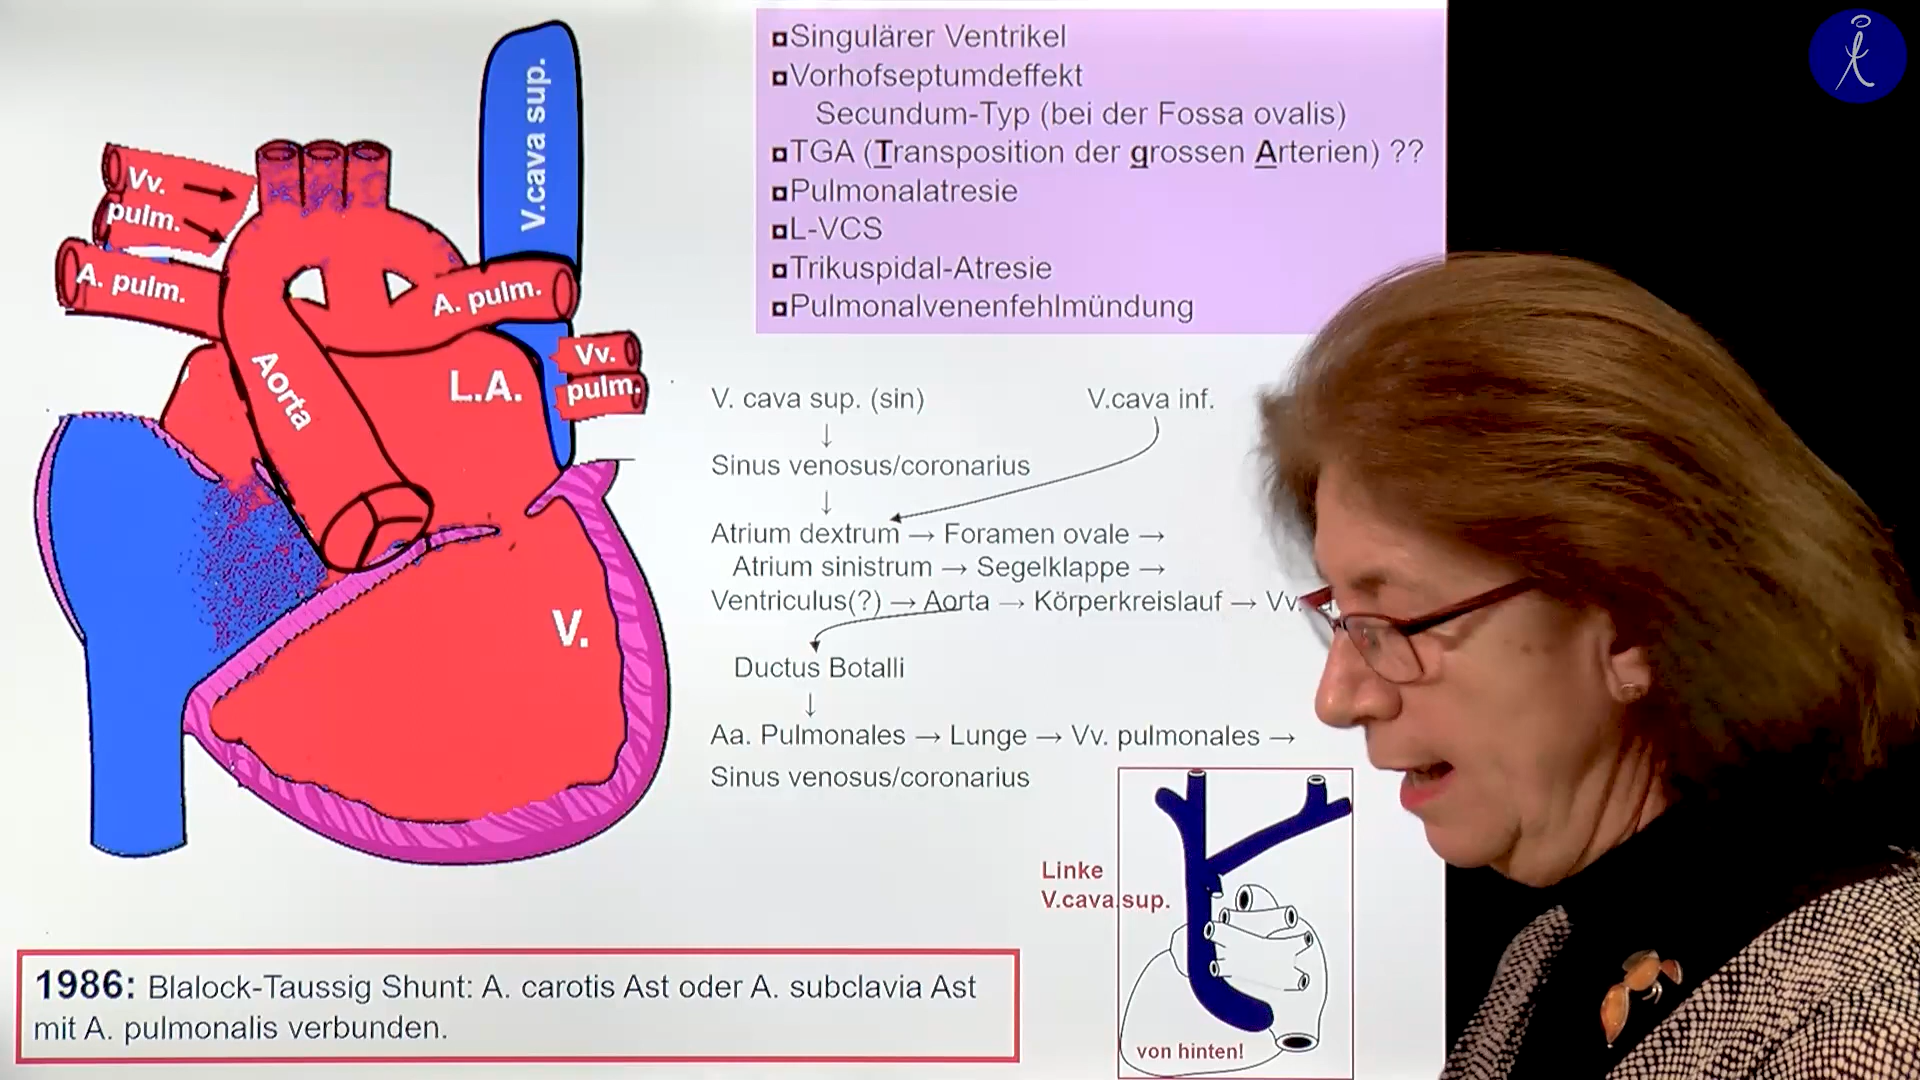 V.cava sup.
Vv.
pulm.
A. pulm.
A. pulm.
Aorta
L.A.
Vv.
pulm.
V.
◘Singulärer Ventrikel
◘Vorhofseptumdeffekt
Secundum-Typ (bei der Fossa ovalis)
◘TGA (Transposition der grossen Arterien) ??
◘Pulmonalatresie
◘L-VCS
◘Trikuspidal-Atresie
◘Pulmonalvenenfehlmündung
V. cava sup. (sin) V.cava inf.
↓
Sinus venosus/coronarius
↓
Atrium dextrum → Foramen ovale →
Atrium sinistrum → Segelklappe →
Ventriculus(?) → Aorta → Körperkreislauf → Vv.
Ductus Botalli
↓
Aa. Pulmonales → Lunge → Vv. pulmonales →
Sinus venosus/coronarius
Linke
V.cava sup.
von hinten!
1986: Blalock-Taussig Shunt: A. carotis Ast oder A. subclavia Ast
mit A. pulmonalis verbunden.